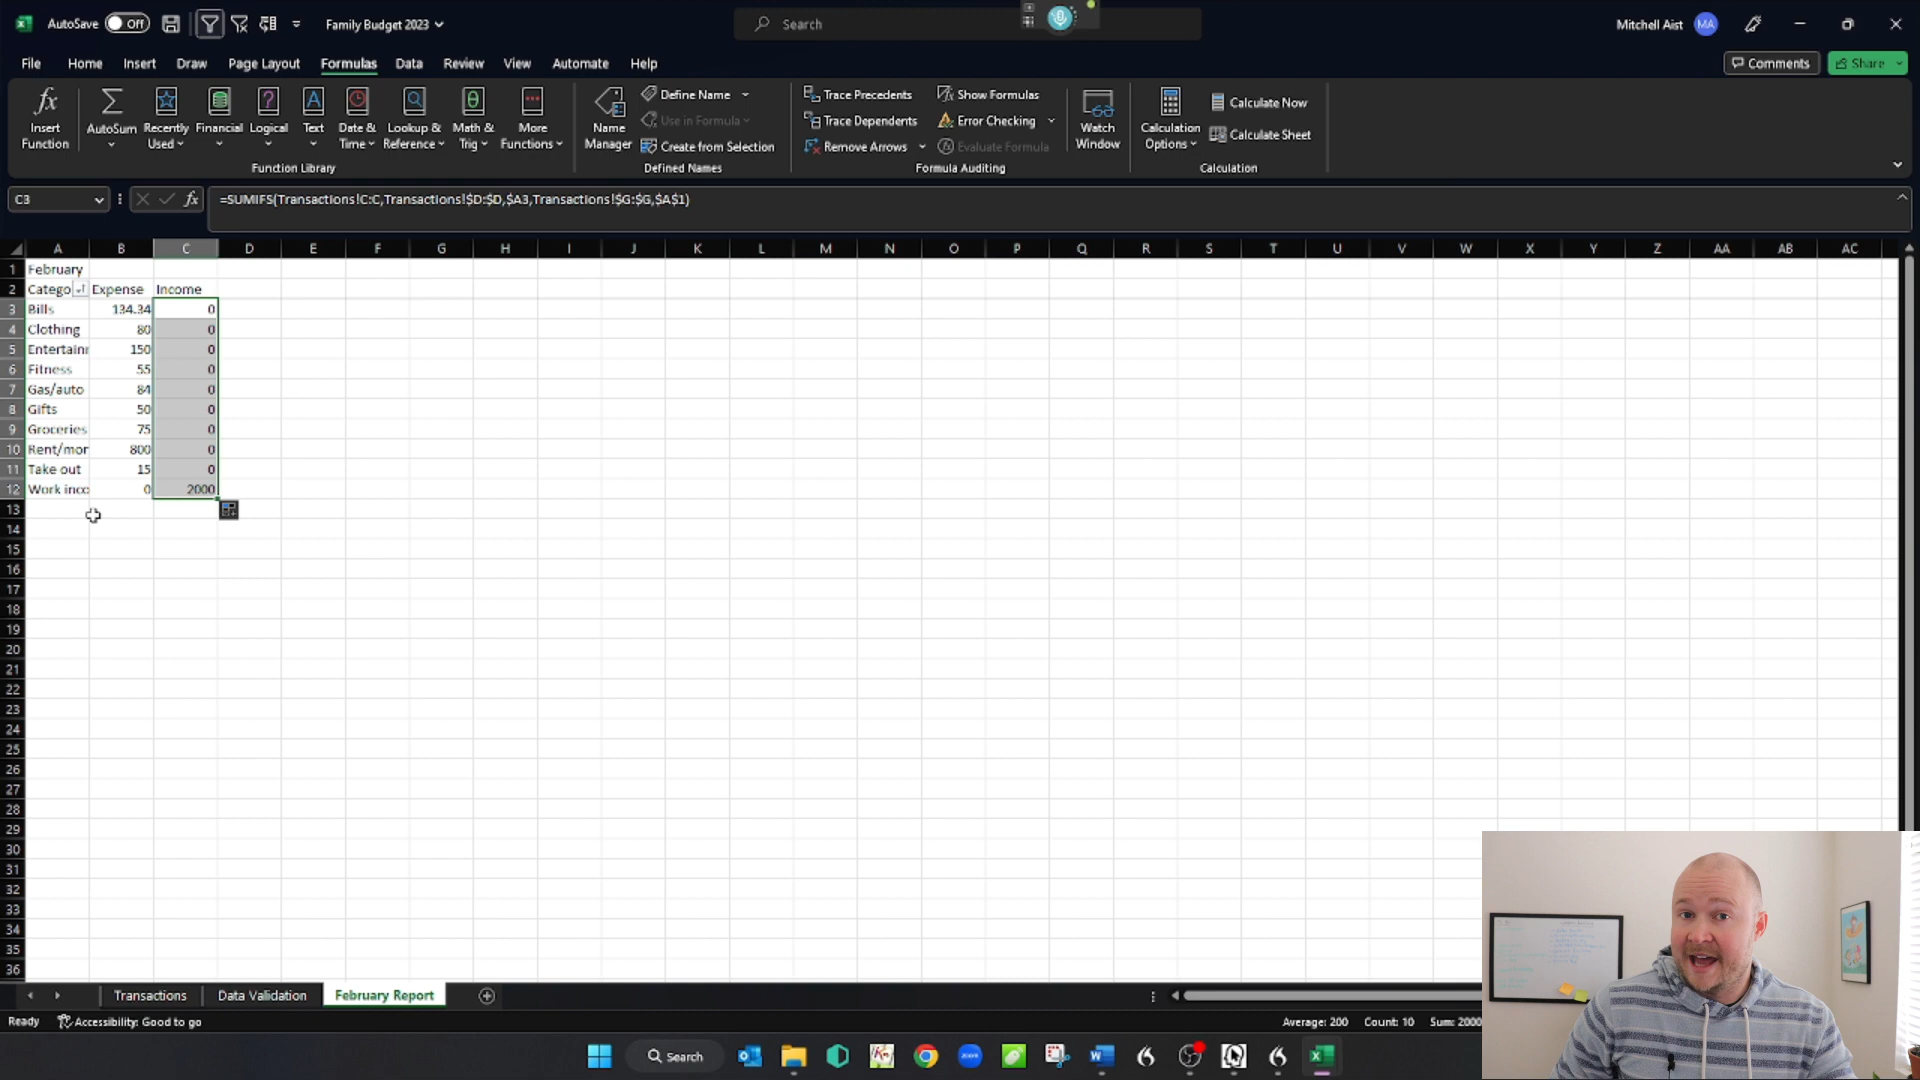 AutoSave Off Family Budget 2023 Search Mitchell Aist MA
File Home Insert Draw Page Layout Formulas Data Review View Automate Help Comments Share
fx Insert Function
AutoSum
Recently Used
Financial
Logical
Text
Date & Time
Lookup & Reference
Math & Trig
More Functions
Function Library
Name Manager
Define Name
Use in Formula
Create from Selection
Defined Names
Trace Precedents
Trace Dependents
Remove Arrows
Show Formulas
Error Checking
Evaluate Formula
Formula Auditing
Watch Window
Calculation Options
Calculate Now
Calculate Sheet
Calculation
C3 fx =SUMIFS(Transactions!C:C,Transactions!$D:$D,$A3,Transactions!$G:$G,$A$1)
A B C D E F G H I J K L M N O P Q R S T U V W X Y Z AA AB AC
1 February
2 Catego Expense Income
3 Bills 134.34 0
4 Clothing 80 0
5 Entertainr 150 0
6 Fitness 55 0
7 Gas/auto 84 0
8 Gifts 50 0
9 Groceries 75 0
10 Rent/mor 800 0
11 Take out 15 0
12 Work inco 0 2000
13
14
15
16
17
18
19
20
21
22
23
24
25
26
27
28
29
30
31
32
33
34
35
36
Transactions Data Validation February Report
Ready Accessibility: Good to go Average: 200 Count: 10 Sum: 2000
Search zoom